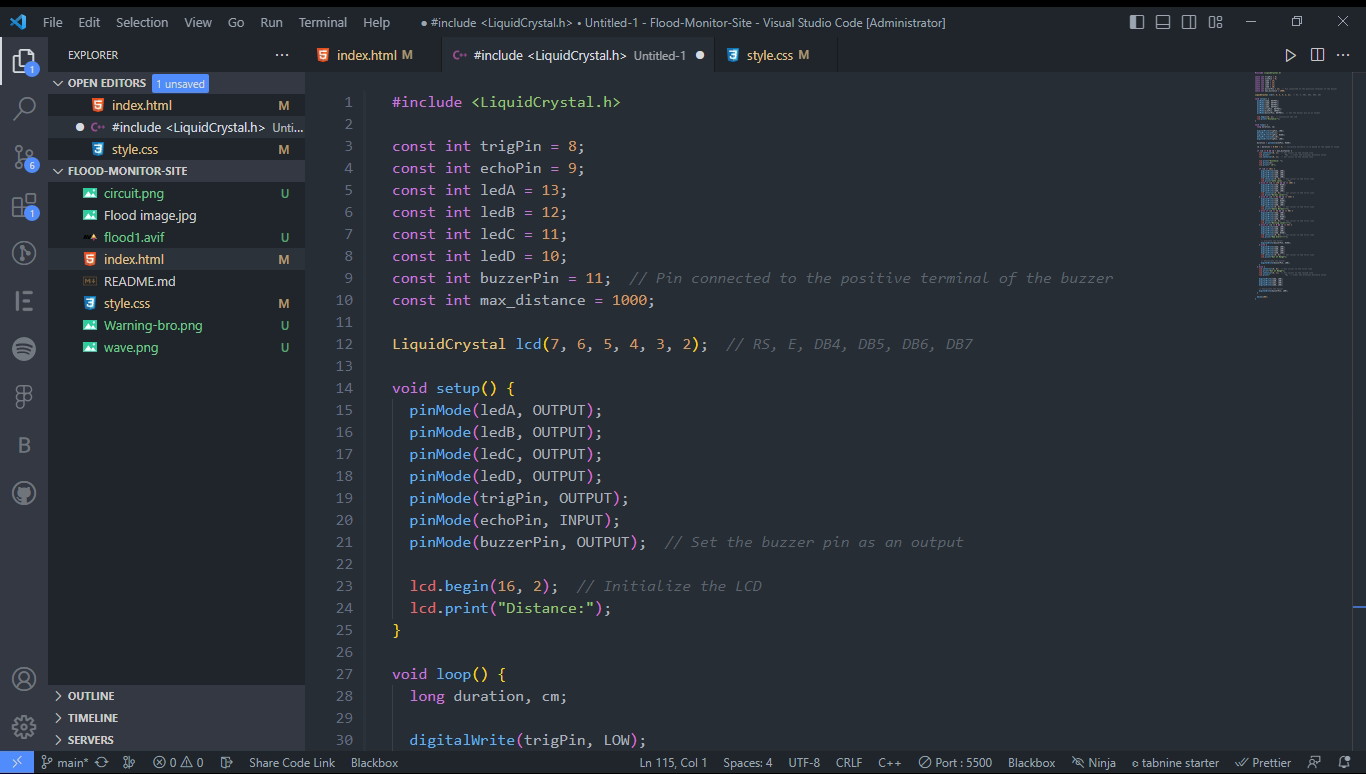 File Edit Selection View Go Run Terminal Help ● #include <LiquidCrystal.h> • Untitled-1 - Flood-Monitor-Site - Visual Studio Code [Administrator]
EXPLORER ···
OPEN EDITORS 1 unsaved
index.html M
● #include <LiquidCrystal.h> Unti...
style.css M
FLOOD-MONITOR-SITE
circuit.png U
Flood image.jpg
flood1.avif U
index.html M
README.md
style.css M
Warning-bro.png U
wave.png U
OUTLINE
TIMELINE
SERVERS
1
6
1
B
index.html M
C++ #include <LiquidCrystal.h> Untitled-1 ●
style.css M
1 #include <LiquidCrystal.h>
2
3 const int trigPin = 8;
4 const int echoPin = 9;
5 const int ledA = 13;
6 const int ledB = 12;
7 const int ledC = 11;
8 const int ledD = 10;
9 const int buzzerPin = 11;  // Pin connected to the positive terminal of the buzzer
10 const int max_distance = 1000;
11
12 LiquidCrystal lcd(7, 6, 5, 4, 3, 2);  // RS, E, DB4, DB5, DB6, DB7
13
14 void setup() {
15   pinMode(ledA, OUTPUT);
16   pinMode(ledB, OUTPUT);
17   pinMode(ledC, OUTPUT);
18   pinMode(ledD, OUTPUT);
19   pinMode(trigPin, OUTPUT);
20   pinMode(echoPin, INPUT);
21   pinMode(buzzerPin, OUTPUT);  // Set the buzzer pin as an output
22
23   lcd.begin(16, 2);  // Initialize the LCD
24   lcd.print("Distance:");
25 }
26
27 void loop() {
28   long duration, cm;
29
30   digitalWrite(trigPin, LOW);
main* 0 0 Share Code Link Blackbox Ln 115, Col 1 Spaces: 4 UTF-8 CRLF C++ Port : 5500 Blackbox Ninja tabnine starter Prettier